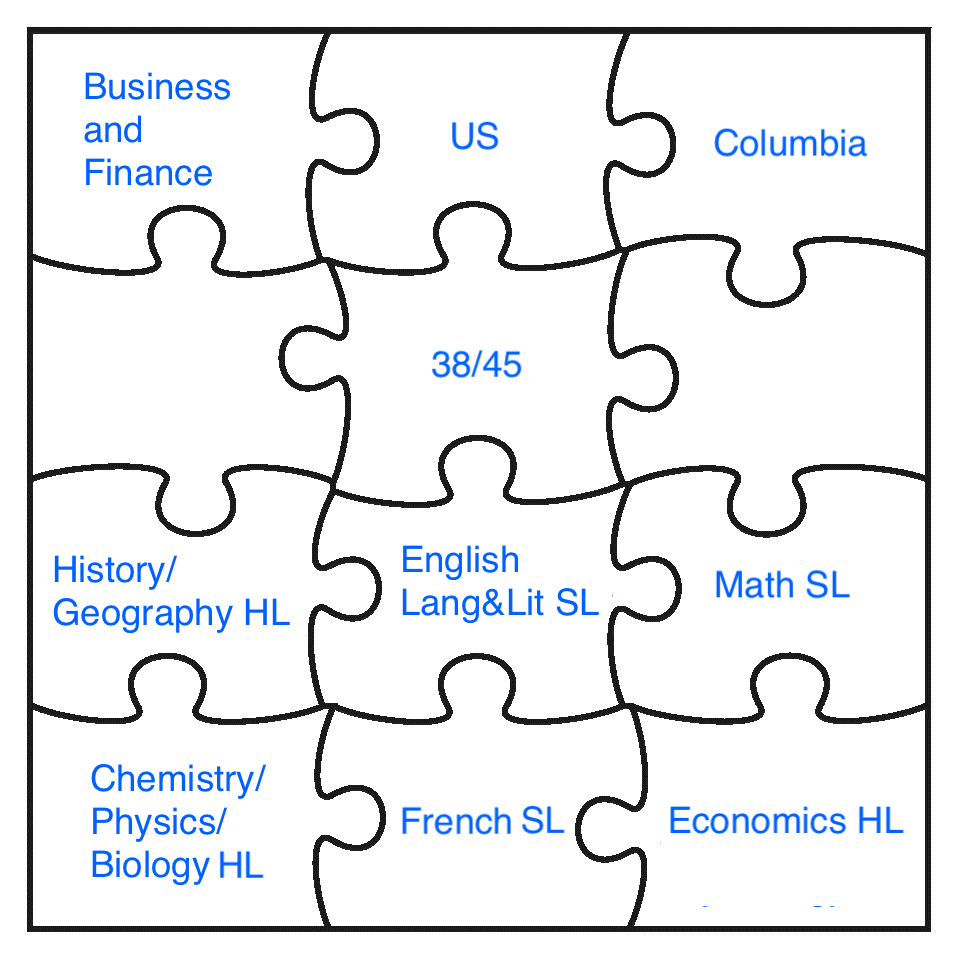 Business
and
Finance
US
Columbia
38/45
History/
Geography HL
English
Lang&Lit SL
Math SL
Chemistry/
Physics/
Biology HL
French SL
Economics HL